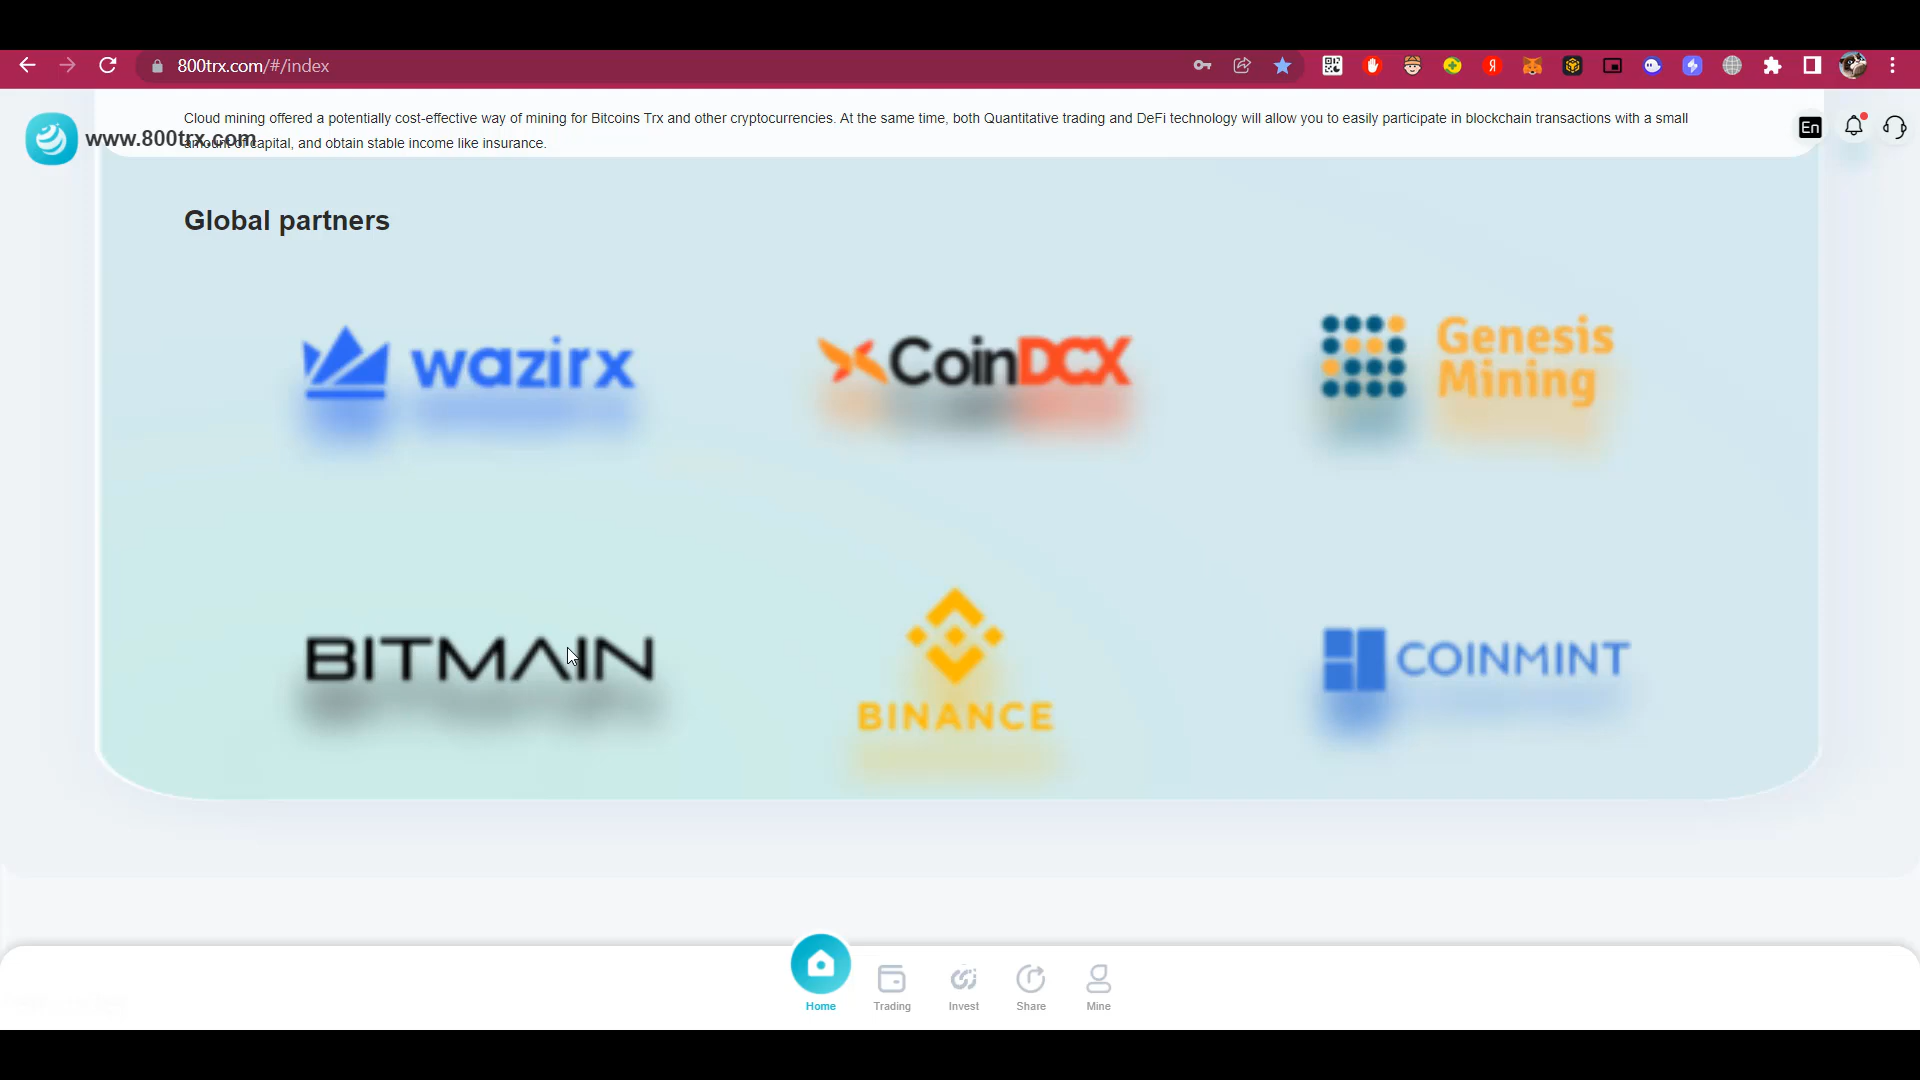 800trx.com/#/index
Cloud mining offered a potentially cost-effective way of mining for Bitcoins Trx and other cryptocurrencies. At the same time, both Quantitative trading and DeFi technology will allow you to easily participate in blockchain transactions with a small
www.800trx.com
amount of capital, and obtain stable income like insurance.
En
Global partners
wazirx
CoinDCX
Genesis
Mining
BITMAIN
BINANCE
COINMINT
Home
Trading
Invest
Share
Mine